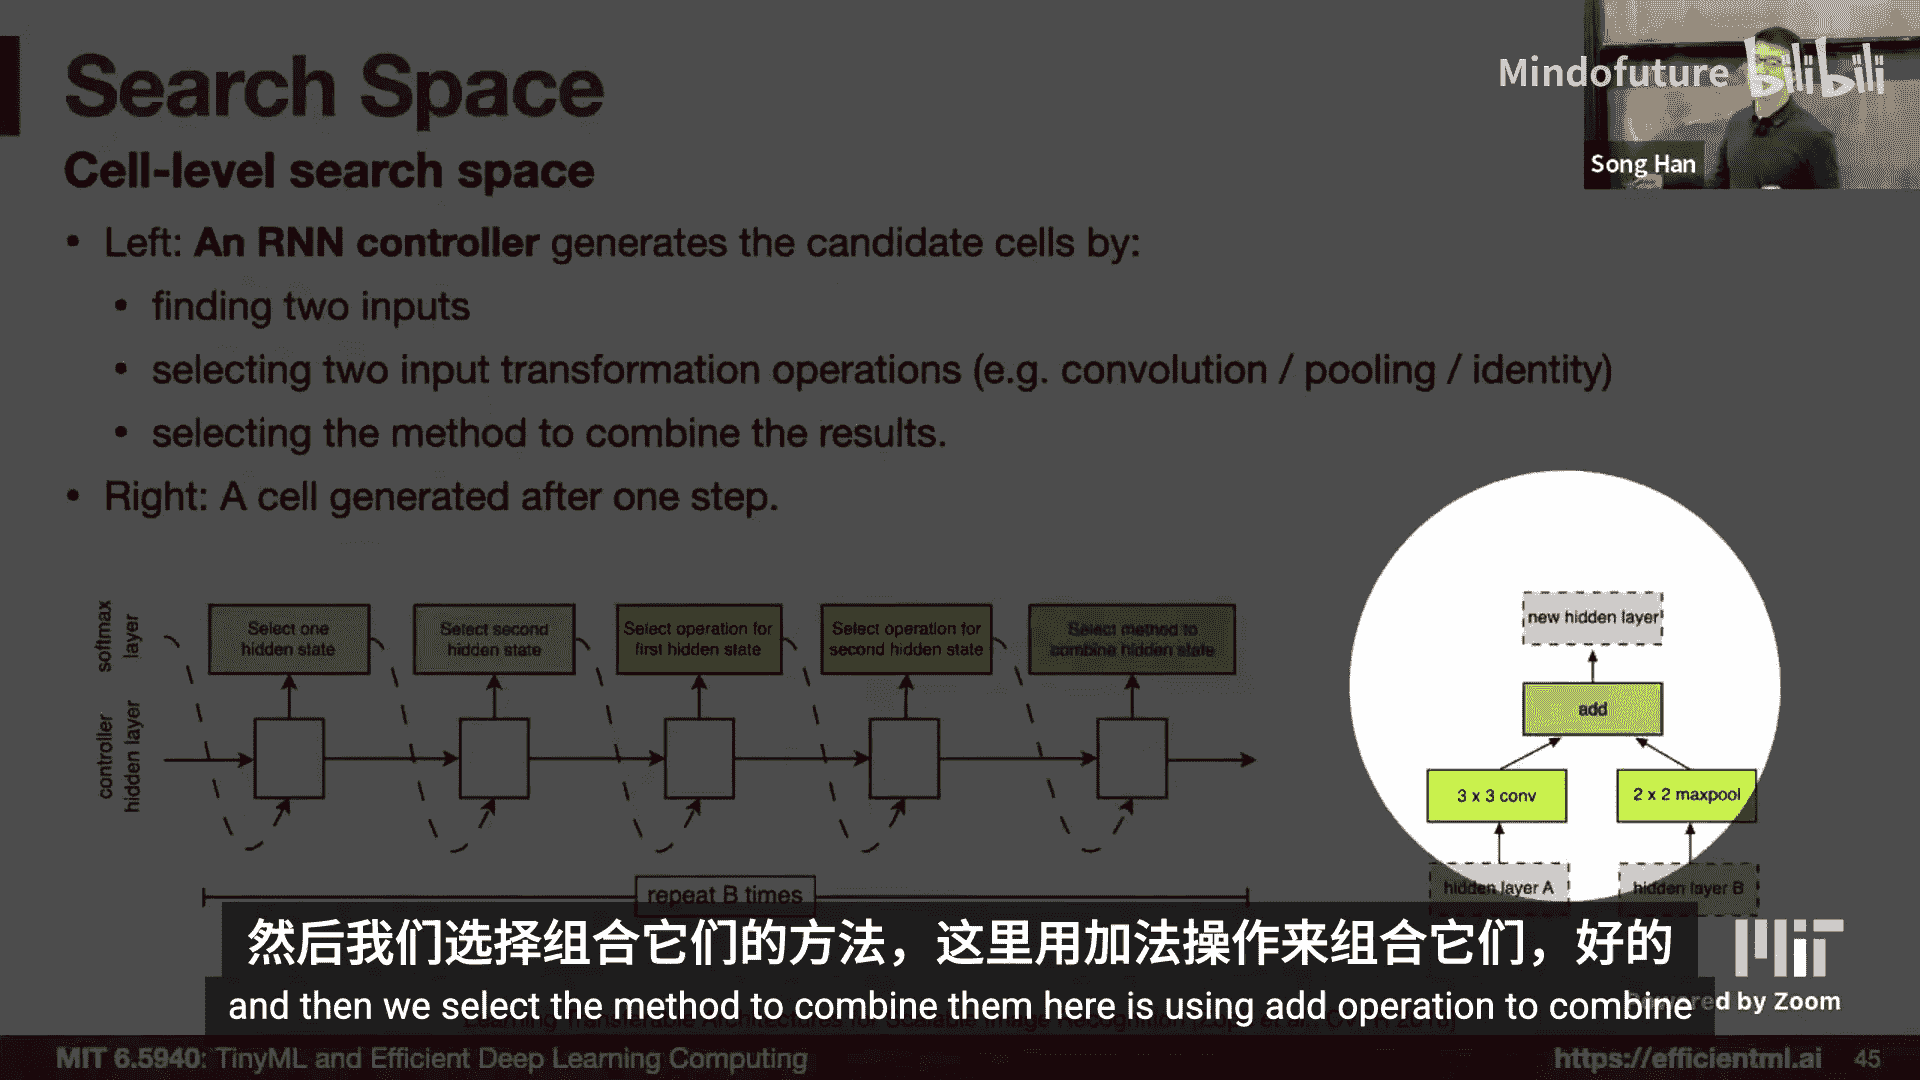 Search Space
Mindofuture bilibili
Song Han
Cell-level search space
• Left: An RNN controller generates the candidate cells by:
• finding two inputs
• selecting two input transformation operations (e.g. convolution / pooling / identity)
• selecting the method to combine the results.
• Right: A cell generated after one step.
softmax
layer
Select one
hidden state
Select second
hidden state
Select operation for
first hidden state
Select operation for
second hidden state
Select method to
combine hidden state
controller
hidden layer
repeat B times
new hidden layer
add
3 x 3 conv
2 x 2 maxpool
hidden layer A
hidden layer B
然后我们选择组合它们的方法，这里用加法操作来组合它们，好的
and then we select the method to combine them here is using add operation to combine
MIT
by Zoom
MIT 6.5940: TinyML and Efficient Deep Learning Computing
https://efficientml.ai
45